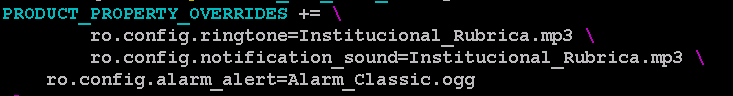 PRODUCT_PROPERTY_OVERRIDES += \
ro.config.ringtone=Institucional_Rubrica.mp3 \
ro.config.notification_sound=Institucional_Rubrica.mp3 \
ro.config.alarm_alert=Alarm_Classic.ogg